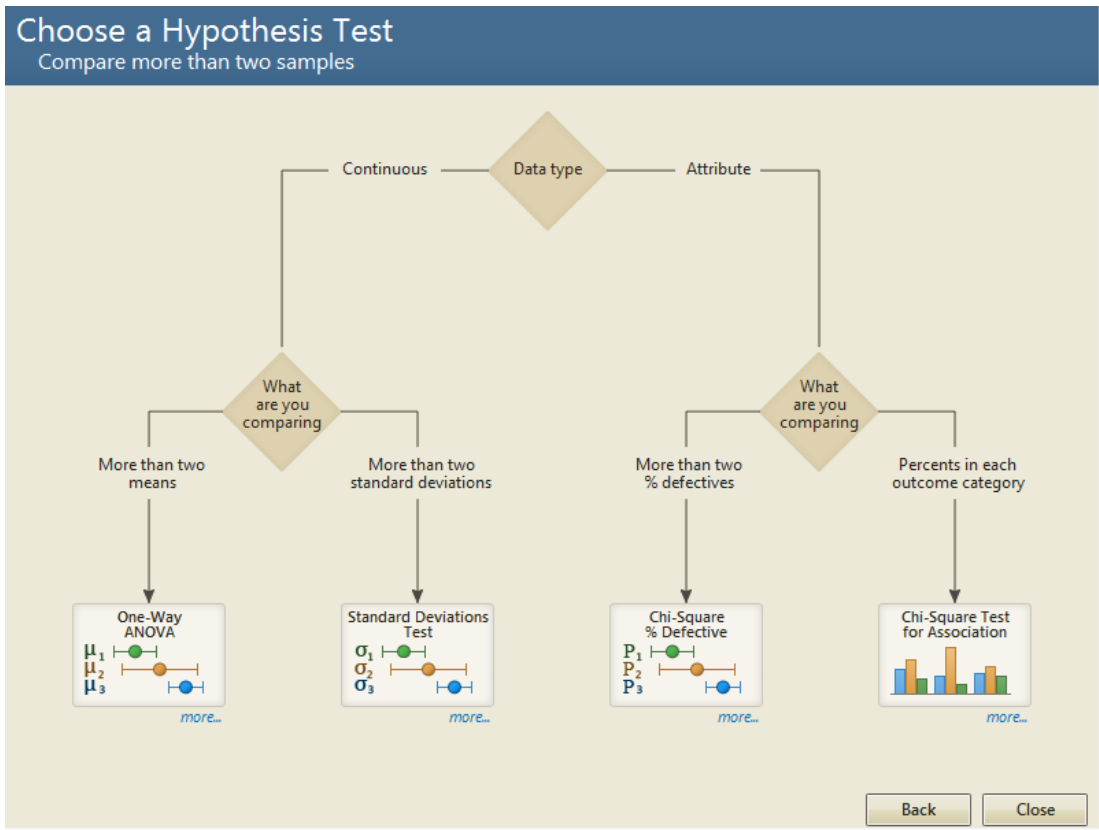 Choose a Hypothesis Test
Compare more than two samples
Continuous
Data type
Attribute
What
are you
comparing
What
are you
comparing
More than two
means
More than two
standard deviations
More than two
% defectives
Percents in each
outcome category
One-Way
ANOVA
μ1
μ2
μ3
more...
Standard Deviations
Test
σ1
σ2
σ3
more...
Chi-Square
% Defective
P1
P2
P3
more...
Chi-Square Test
for Association
more...
Back
Close